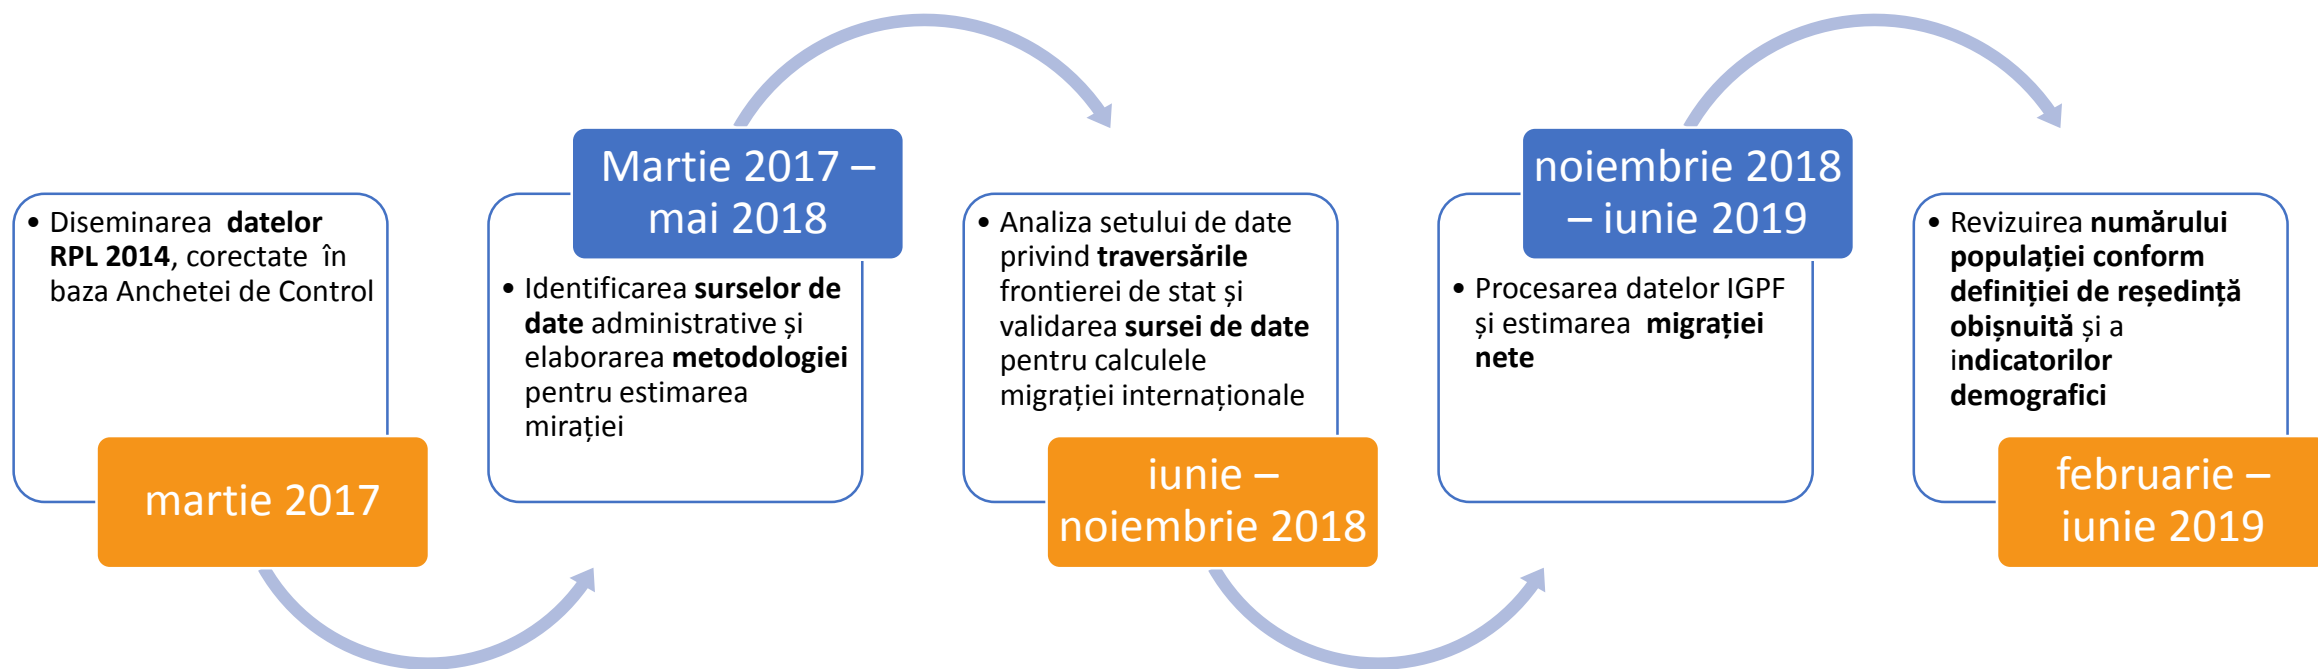 • Diseminarea datelor
RPL 2014, corectate în
baza Anchetei de Control
martie 2017
Martie 2017 –
mai 2018
• Identificarea surselor de
date administrative și
elaborarea metodologiei
pentru estimarea
mirației
• Analiza setului de date
privind traversările
frontierei de stat și
validarea sursei de date
pentru calculele
migrației internaționale
iunie –
noiembrie 2018
noiembrie 2018
– iunie 2019
• Procesarea datelor IGPF
și estimarea migrației
nete
• Revizuirea numărului
populației conform
definiției de reședință
obișnuită și a
indicatorilor
demografici
februarie –
iunie 2019